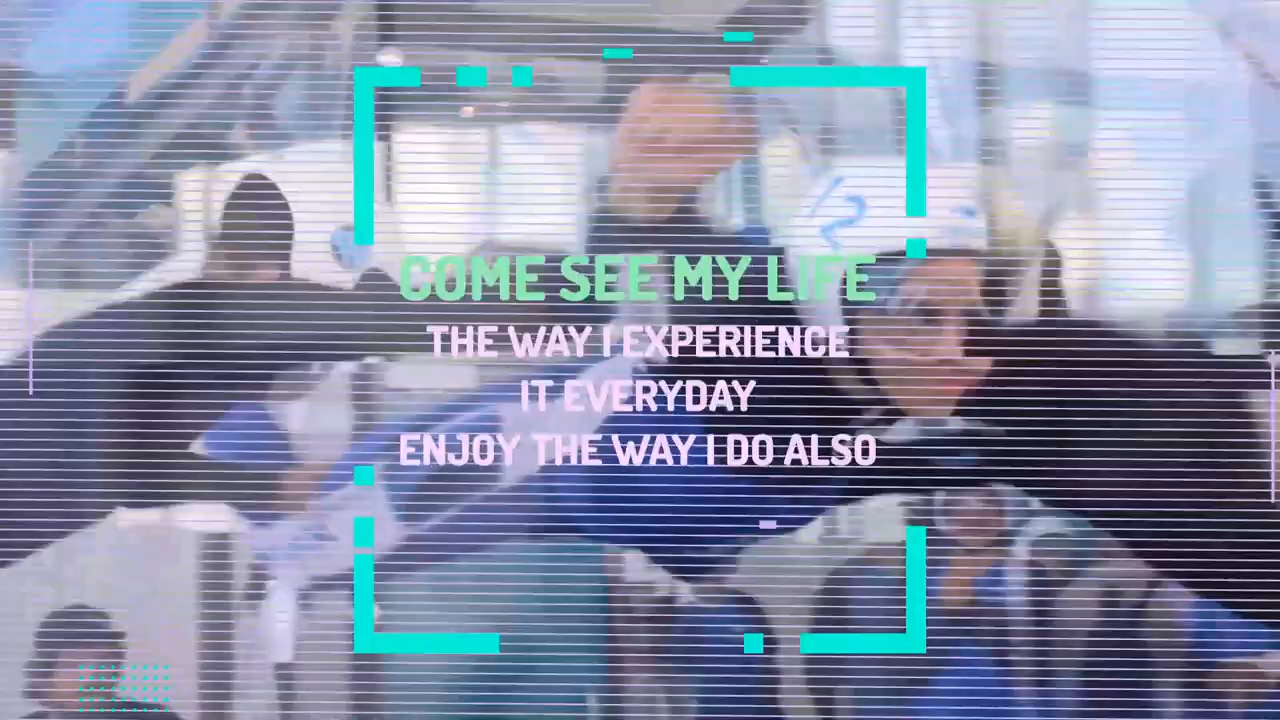 COME SEE MY LIFE
THE WAY I EXPERIENCE
IT EVERYDAY
ENJOY THE WAY I DO ALSO